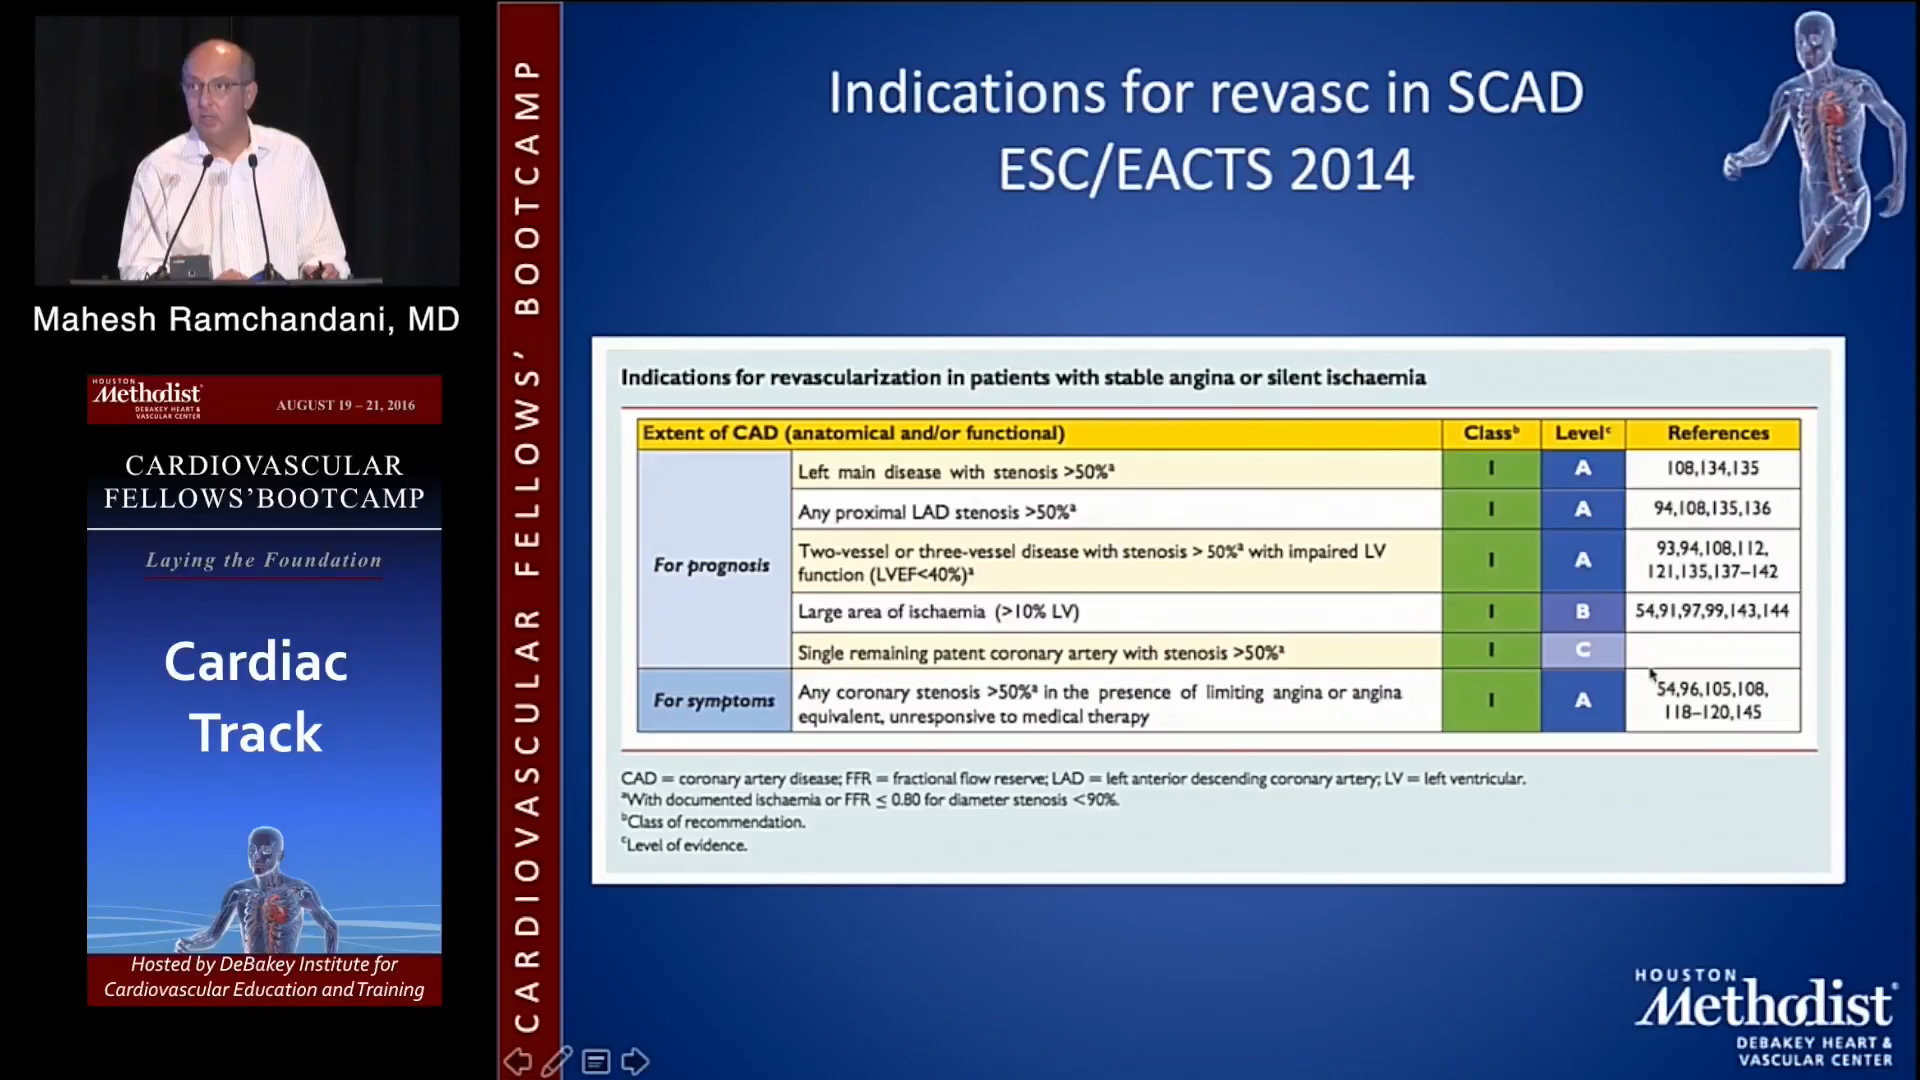 Mahesh Ramchandani, MD
HOUSTON
Methodist
DEBAKEY HEART &
VASCULAR CENTER
AUGUST 19 – 21, 2016
CARDIOVASCULAR
FELLOWS' BOOTCAMP
Laying the Foundation
Cardiac
Track
Hosted by DeBakey Institute for
Cardiovascular Education and Training
CARDIOVASCULAR FELLOWS' BOOTCAMP
Indications for revasc in SCAD
ESC/EACTS 2014
Indications for revascularization in patients with stable angina or silent ischaemia
Extent of CAD (anatomical and/or functional) Classᵇ Levelᶜ References
For prognosis
Left main disease with stenosis >50%ᵃ I A 108,134,135
Any proximal LAD stenosis >50%ᵃ I A 94,108,135,136
Two-vessel or three-vessel disease with stenosis > 50%ᵃ with impaired LV
function (LVEF<40%)ᵃ I A 93,94,108,112,
121,135,137–142
Large area of ischaemia (>10% LV) I B 54,91,97,99,143,144
Single remaining patent coronary artery with stenosis >50%ᵃ I C
For symptoms
Any coronary stenosis >50%ᵃ in the presence of limiting angina or angina
equivalent, unresponsive to medical therapy I A 54,96,105,108,
118–120,145
CAD = coronary artery disease; FFR = fractional flow reserve; LAD = left anterior descending coronary artery; LV = left ventricular.
ᵃWith documented ischaemia or FFR ≤ 0.80 for diameter stenosis <90%.
ᵇClass of recommendation.
ᶜLevel of evidence.
HOUSTON
Methodist
DEBAKEY HEART &
VASCULAR CENTER